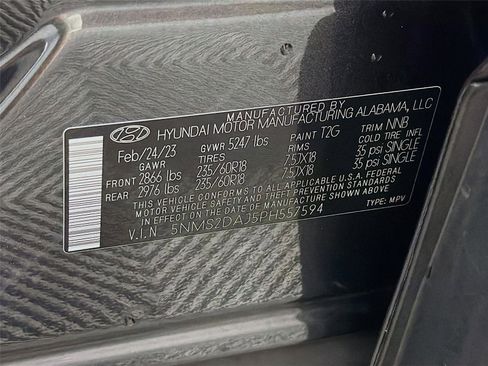 MANUFACTURED BY
HYUNDAI MOTOR MANUFACTURING ALABAMA, LLC
Feb/24/23 GVWR 5247 lbs PAINT T2G TRIM NNB
GAWR TIRES RIMS COLD TIRE INFL
FRONT 2866 lbs 235/60R18 7.5JX18 35 psi SINGLE
REAR 2976 lbs 235/60R18 7.5JX18 35 psi SINGLE
THIS VEHICLE CONFORMS TO ALL APPLICABLE FEDERAL
MOTOR VEHICLE SAFETY AND THEFT PREVENTION STANDARDS
IN EFFECT ON THE DATE OF MANUFACTURE SHOWN ABOVE.
V.I.N 5NMS2DAJ5PH557594 TYPE: MPV